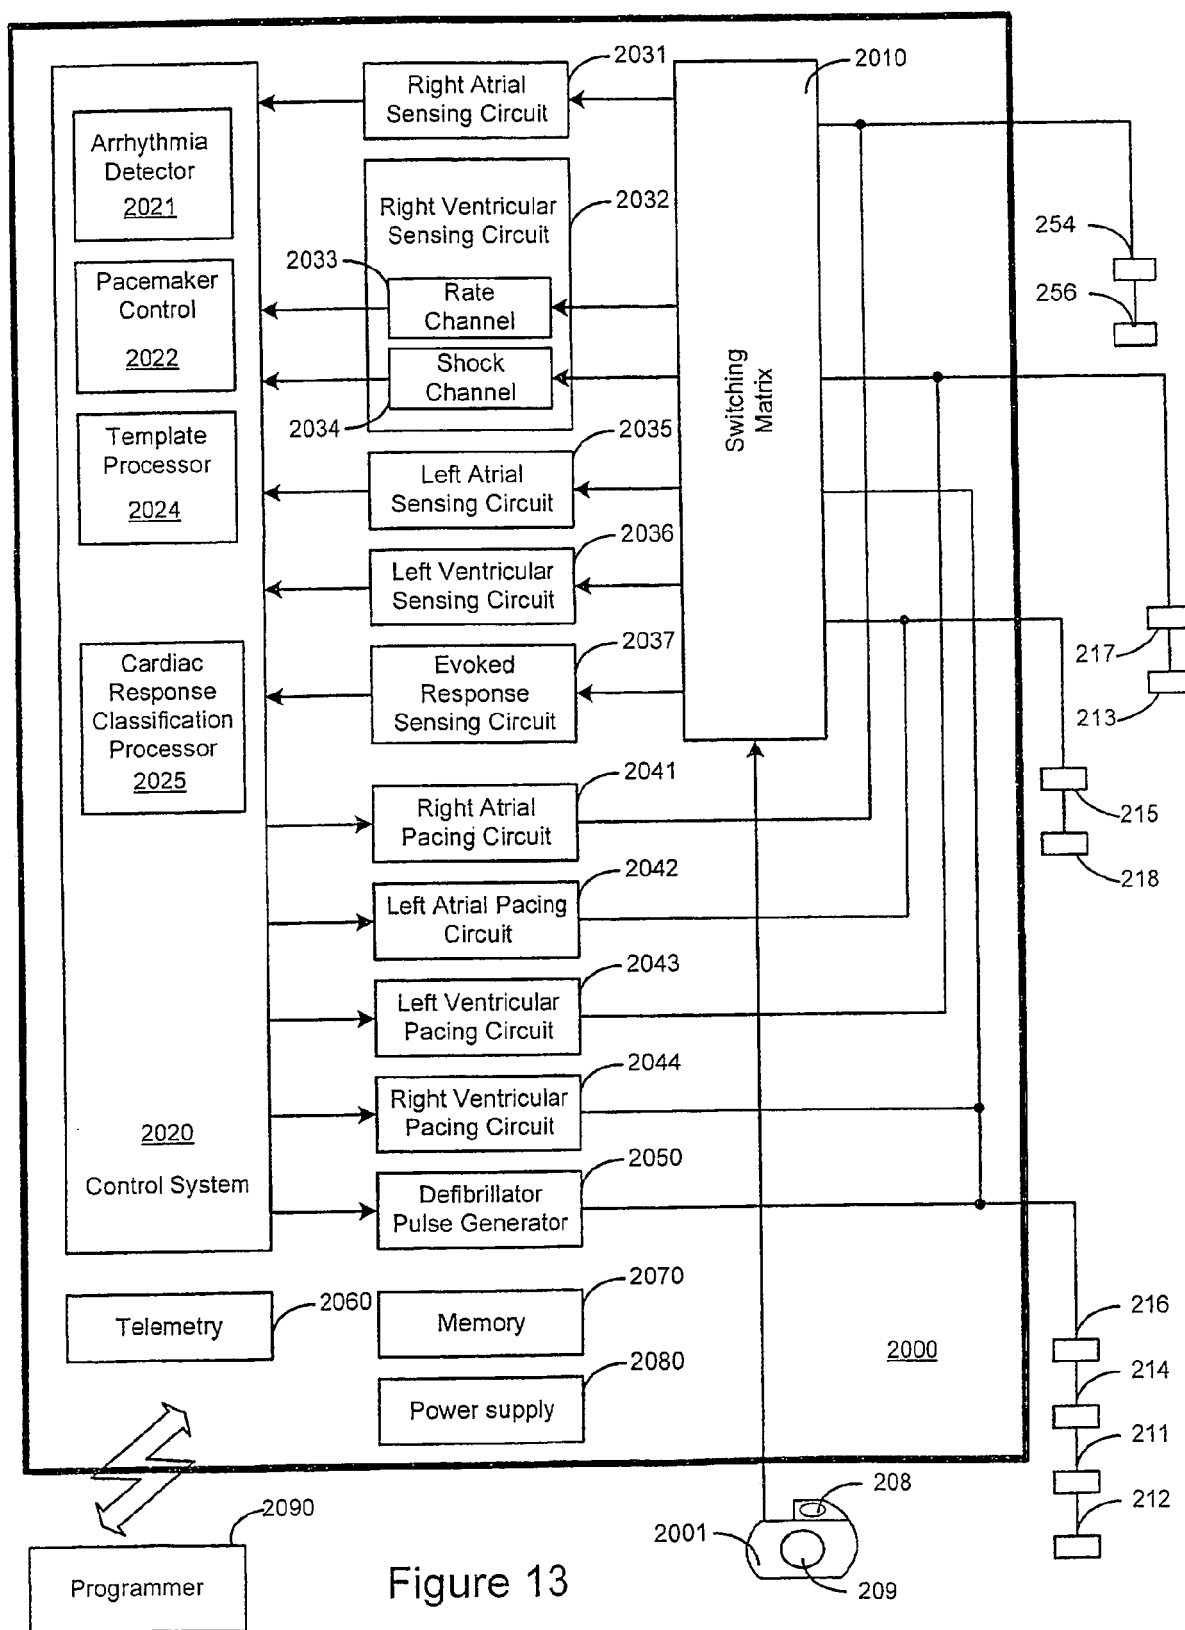 2031
2010
Right Atrial
Sensing Circuit
Arrhythmia
Detector
2021
Right Ventricular
Sensing Circuit
2032
2033
Rate
Channel
Shock
Channel
2034
Pacemaker
Control
2022
Template
Processor
2024
Switching
Matrix
254
256
2035
Left Atrial
Sensing Circuit
2036
Left Ventricular
Sensing Circuit
2037
Evoked
Response
Sensing Circuit
Cardiac
Response
Classification
Processor
2025
217
213
215
218
2041
Right Atrial
Pacing Circuit
2042
Left Atrial Pacing
Circuit
2043
Left Ventricular
Pacing Circuit
2044
Right Ventricular
Pacing Circuit
2020
Control System
2050
Defibrillator
Pulse Generator
2060
Telemetry
2070
Memory
2080
Power supply
2000
216
214
211
212
208
2001
209
2090
Programmer
Figure 13